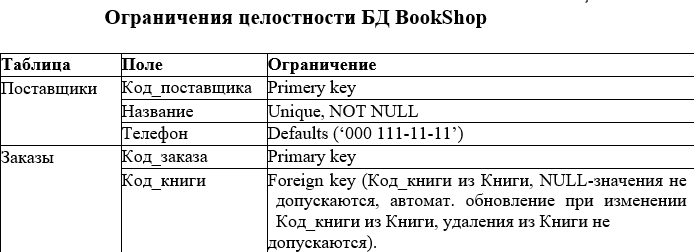 Ограничения целостности БД BookShop
Таблица Поле Ограничение
Поставщики Код_поставщика Primery key
Название Unique, NOT NULL
Телефон Defaults (‘000 111-11-11’)
Заказы Код_заказа Primary key
Код_книги Foreign key (Код_книги из Книги, NULL-значения не
допускаются, автомат. обновление при изменении
Код_книги из Книги, удаления из Книги не
допускаются).